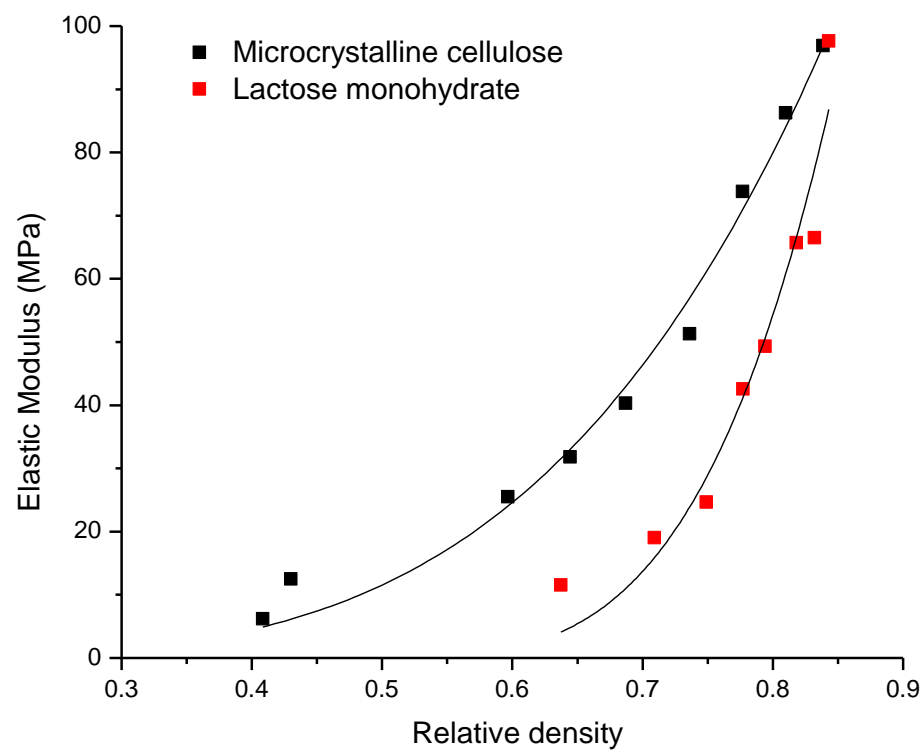 Microcrystalline cellulose
Lactose monohydrate
100
80
60
40
20
0
Elastic Modulus (MPa)
0.3 0.4 0.5 0.6 0.7 0.8 0.9
Relative density